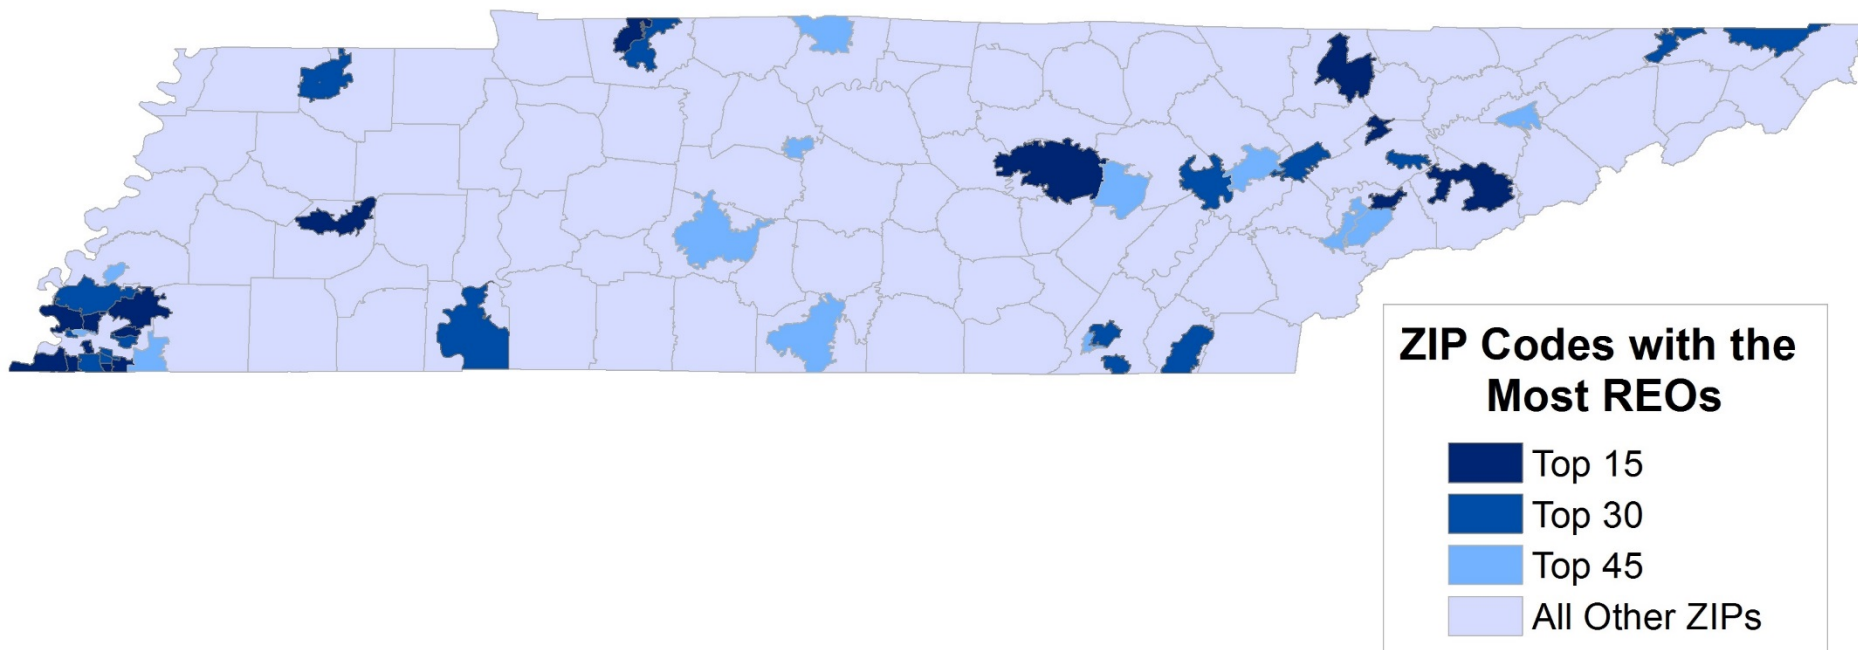 ZIP Codes with the
Most REOs
Top 15
Top 30
Top 45
All Other ZIPs